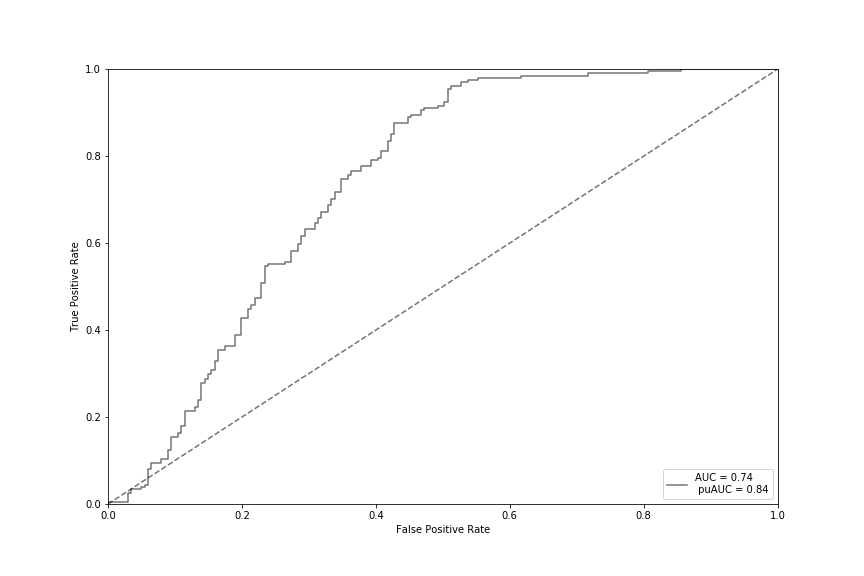 1.0
0.8
0.6
0.4
0.2
0.0
True Positive Rate
0.0 0.2 0.4 0.6 0.8 1.0
False Positive Rate
AUC = 0.74
puAUC = 0.84